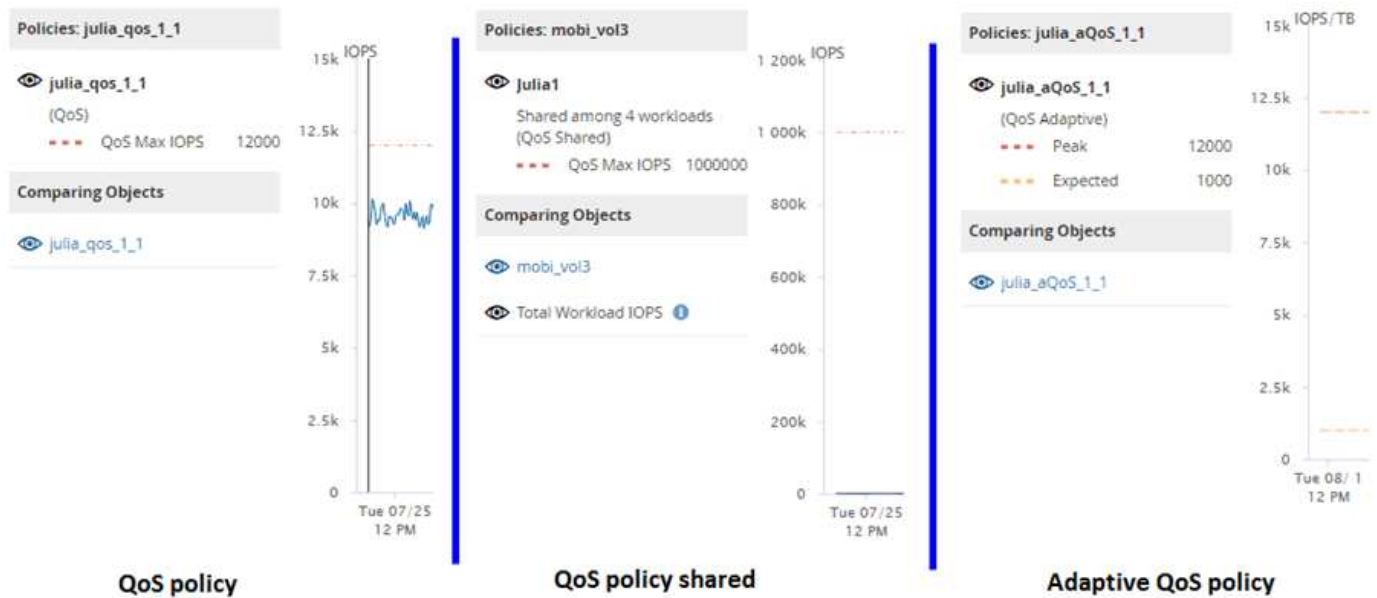 Policies: julia_qos_1_1
julia_qos_1_1
(QoS)
QoS Max IOPS 12000
Comparing Objects
julia_qos_1_1
IOPS
15k
12.5k
10k
7.5k
5k
2.5k
0
Tue 07/25
12 PM
QoS policy
Policies: mobi_vol3
Julia1
Shared among 4 workloads
(QoS Shared)
QoS Max IOPS 1000000
Comparing Objects
mobi_vol3
Total Workload IOPS i
IOPS
1 200k
1 000k
800k
600k
400k
200k
0
Tue 07/25
12 PM
QoS policy shared
Policies: julia_aQoS_1_1
julia_aQoS_1_1
(QoS Adaptive)
Peak 12000
Expected 1000
Comparing Objects
julia_aQoS_1_1
IOPS/TB
15k
12.5k
10k
7.5k
5k
2.5k
0
Tue 08/ 1
12 PM
Adaptive QoS policy